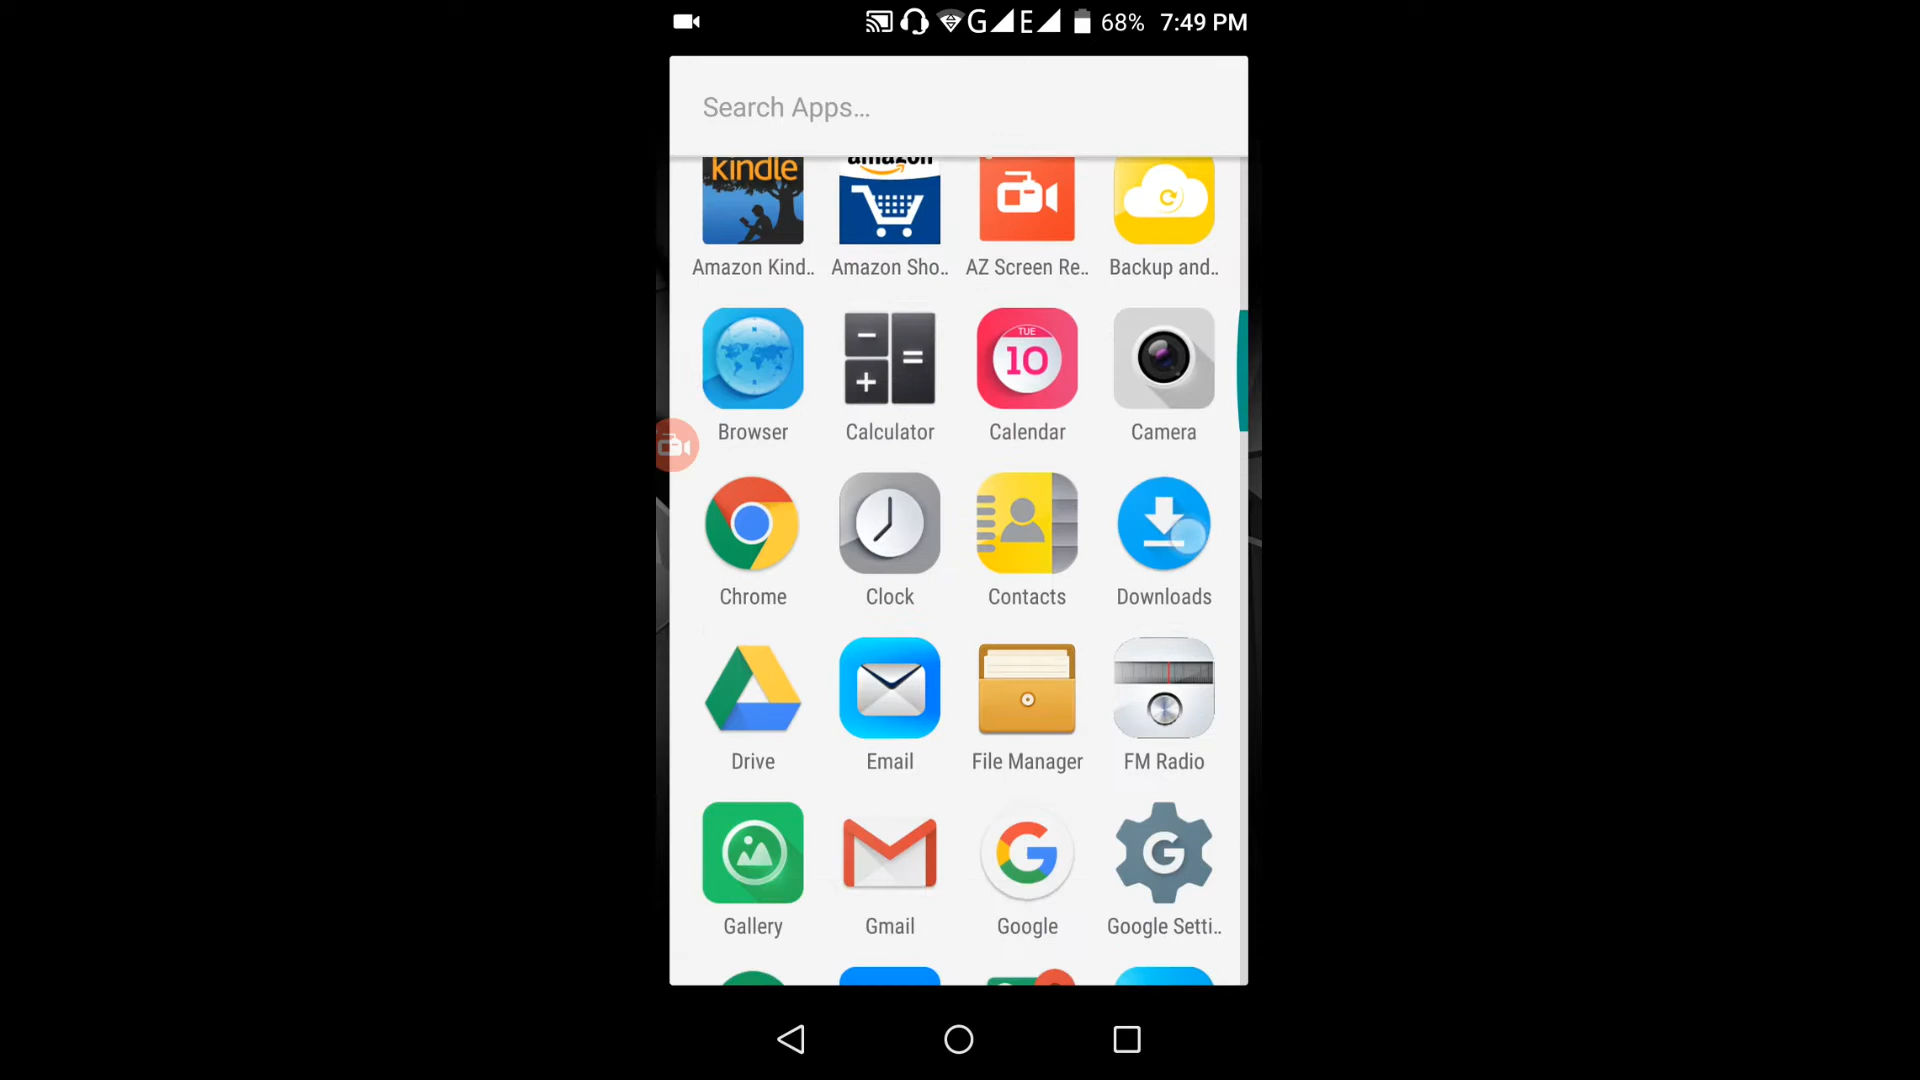 G E 68% 7:49 PM
Search Apps...
kindle amazon
Amazon Kind.. Amazon Sho.. AZ Screen Re.. Backup and..
TUE
10
Browser Calculator Calendar Camera
Chrome Clock Contacts Downloads
Drive Email File Manager FM Radio
G G
Gallery Gmail Google Google Setti..